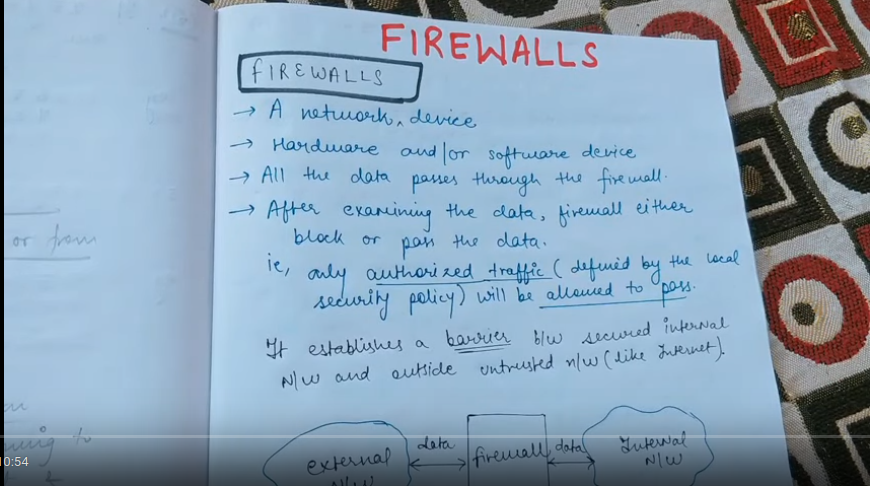 FIREWALLS
FIREWALLS
→ A network device
→ Hardware and/or software device
→ All the data passes through the firewall.
→ After examining the data, firewall either
block or pass the data.
ie, only authorized traffic (defined by the local
security policy) will be allowed to pass.
It establishes a barrier b/w secured internal
N/W and outside untrusted n/w (like Internet).
or from
to
data
data
external
N/W
firewall
Internal
N/W
10:54